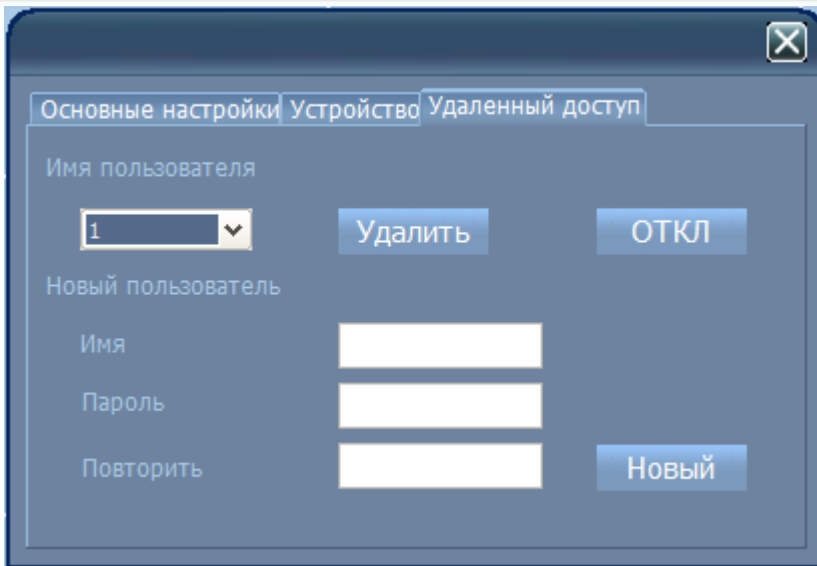 Основные настройки Устройство Удаленный доступ
Имя пользователя
1 Удалить ОТКЛ
Новый пользователь
Имя
Пароль
Повторить Новый